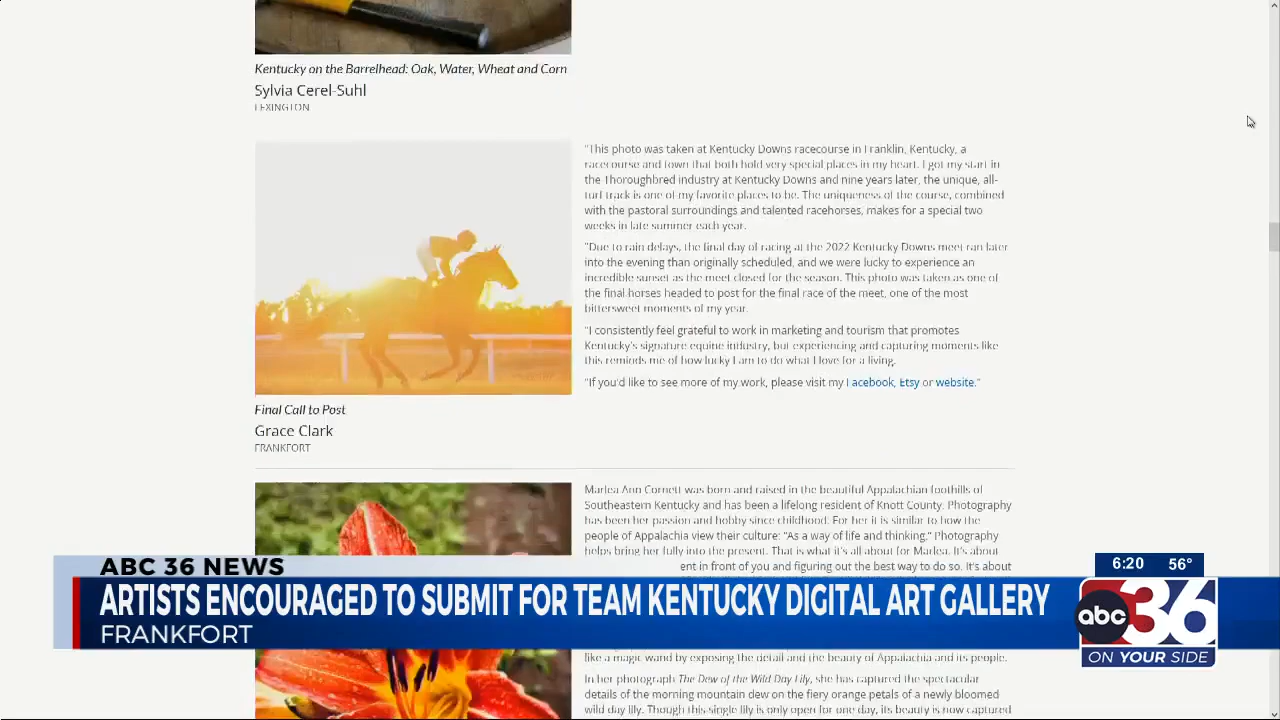 Kentucky on the Barrelhead: Oak, Water, Wheat and Corn
Sylvia Cerel-Suhl
LEXINGTON
"This photo was taken at Kentucky Downs racecourse in Franklin, Kentucky, a
racecourse and town that both hold very special places in my heart. I got my start in
the Thoroughbred industry at Kentucky Downs and nine years later, the unique, all-
turf track is one of my favorite places to be. The uniqueness of the course, combined
with the pastoral surroundings and talented racehorses, makes for a special two
weeks in late summer each year.
"Due to rain delays, the final day of racing at the 2022 Kentucky Downs meet ran later
into the evening than originally scheduled, and we were lucky to experience an
incredible sunset as the meet closed for the season. This photo was taken as one of
the final horses headed to post for the final race of the meet, one of the most
bittersweet moments of my year.
"I consistently feel grateful to work in marketing and tourism that promotes
Kentucky's signature equine industry, but experiencing and capturing moments like
this reminds me of how lucky I am to do what I love for a living.
"If you'd like to see more of my work, please visit my Facebook, Etsy or website."
Final Call to Post
Grace Clark
FRANKFORT
Marlea Ann Cornett was born and raised in the beautiful Appalachian foothills of
Southeastern Kentucky and has been a lifelong resident of Knott County. Photography
has been her passion and hobby since childhood. For her it is similar to how the
people of Appalachia view their culture: "As a way of life and thinking." Photography
helps bring her fully into the present. That is what it's all about for Marlea. It's about
ent in front of you and figuring out the best way to do so. It's about
ABC 36 NEWS
ARTISTS ENCOURAGED TO SUBMIT FOR TEAM KENTUCKY DIGITAL ART GALLERY
FRANKFORT
6:20 56°
abc 36
ON YOUR SIDE
like a magic wand by exposing the detail and the beauty of Appalachia and its people.
In her photograph The Dew of the Wild Day Lily, she has captured the spectacular
details of the morning mountain dew on the fiery orange petals of a newly bloomed
wild day lily. Though this single lily is only open for one day, its beauty is now captured